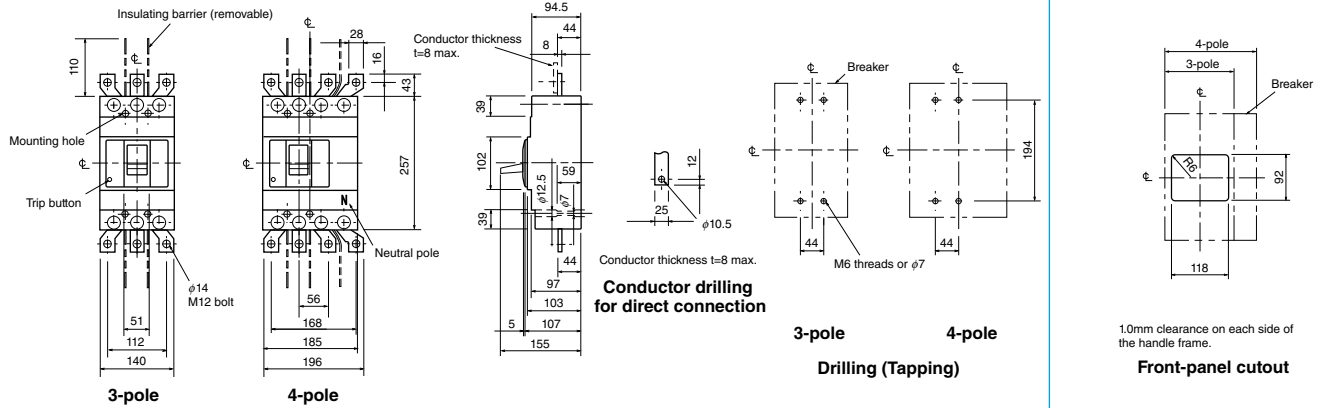 Insulating barrier (removable)
℄
℄
110
Mounting hole
℄
Trip button
φ14
M12 bolt
51
112
140
3-pole
28
16
43
℄
257
N
Neutral pole
56
168
185
196
4-pole
94.5
44
8
Conductor thickness
t=8 max.
39
102
39
φ12.5
59
φ7
44
97
103
5
107
155
12
25
φ10.5
Conductor thickness t=8 max.
Conductor drilling
for direct connection
℄
Breaker
℄
℄
℄
194
44
44
M6 threads or φ7
3-pole
4-pole
Drilling (Tapping)
4-pole
3-pole
℄
Breaker
℄
R6
92
118
1.0mm clearance on each side of
the handle frame.
Front-panel cutout